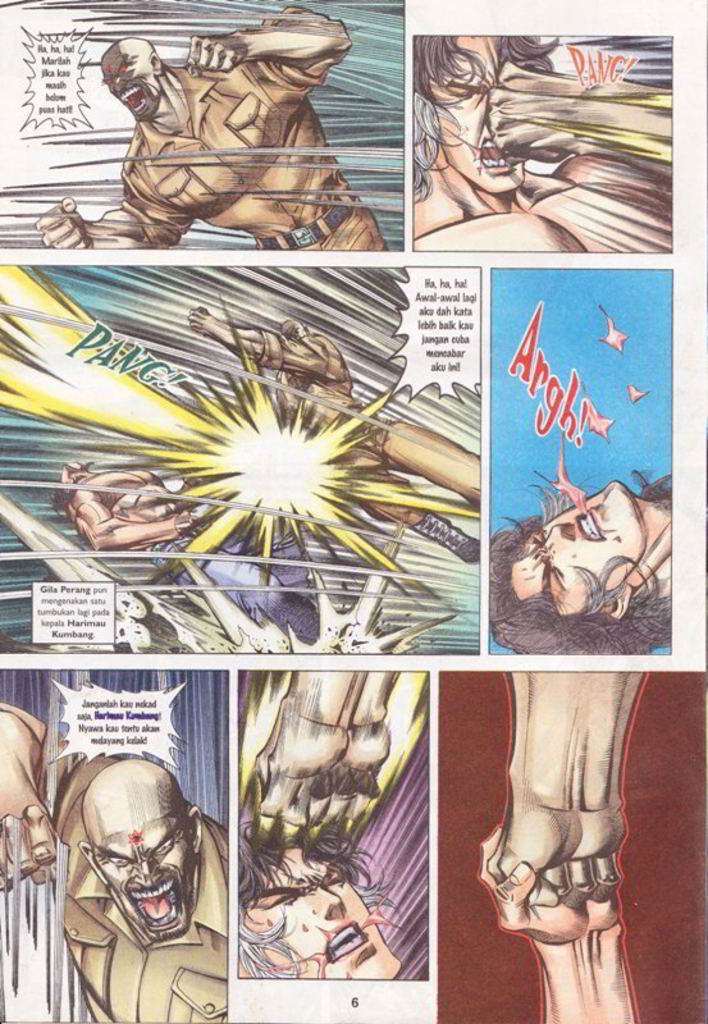 Ha, ha, ha!
Marilah
jika kau
masih
belum
puas hati!
PANG!
PANG!!
Ha, ha, ha!
Awal-awal lagi
aku dah kata
lebih baik kau
jangan cuba
mencabar
aku ini!
Argh!
Gila Perang pun
mengenakan satu
tumbukan lagi pada
kepala Harimau
Kumbang.
Janganlah kau nekad
saja, Harimau Kumbang!
Nyawa kau tentu akan
melayang kelak!
6